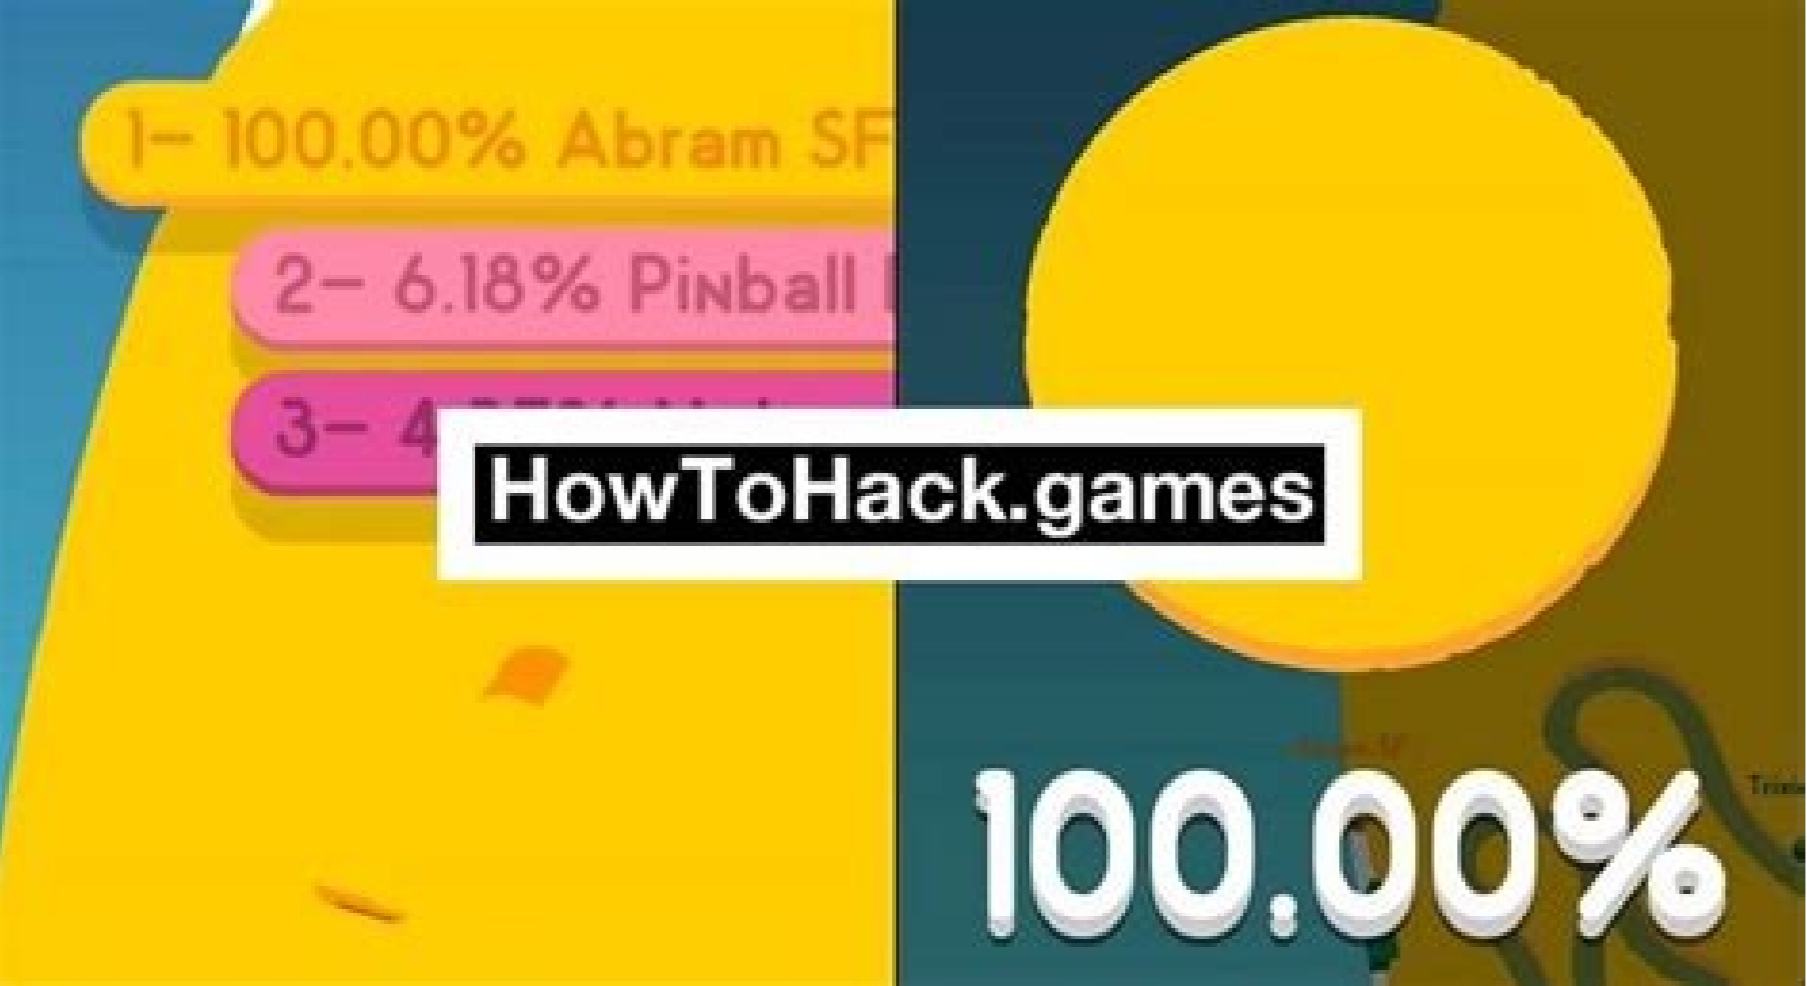 1- 100.00% Abram SF
2- 6.18% Pinball
3- 4
HowToHack.games
100.00%